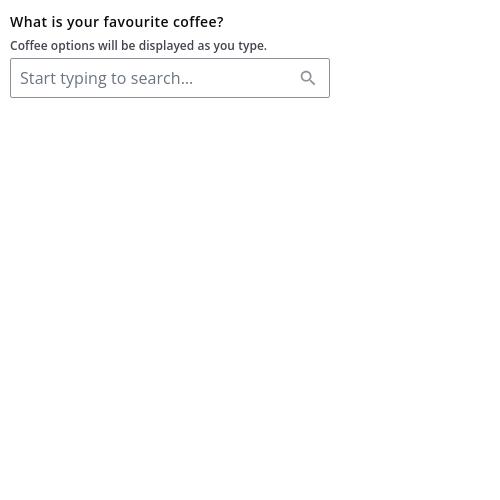 What is your favourite coffee?
Coffee options will be displayed as you type.
Start typing to search...